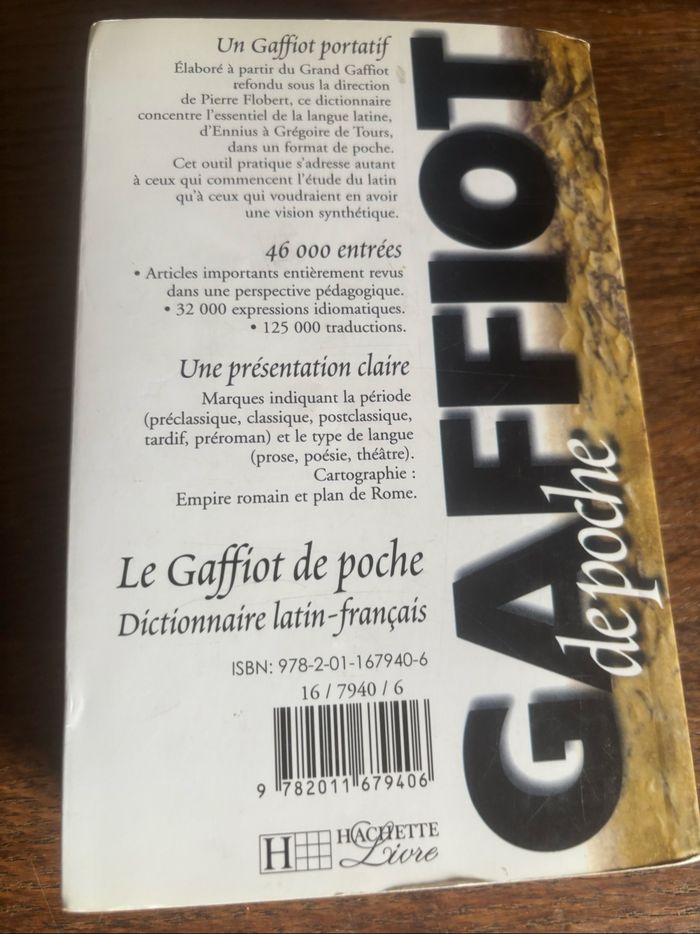 Un Gaffiot portatif
Élaboré à partir du Grand Gaffiot
refondu sous la direction
de Pierre Flobert, ce dictionnaire
concentre l'essentiel de la langue latine,
d'Ennius à Grégoire de Tours,
dans un format de poche.
Cet outil pratique s'adresse autant
à ceux qui commencent l'étude du latin
qu'à ceux qui voudraient en avoir
une vision synthétique.
46 000 entrées
• Articles importants entièrement revus
dans une perspective pédagogique.
• 32 000 expressions idiomatiques.
• 125 000 traductions.
Une présentation claire
Marques indiquant la période
(préclassique, classique, postclassique,
tardif, préroman) et le type de langue
(prose, poésie, théâtre).
Cartographie :
Empire romain et plan de Rome.
Le Gaffiot de poche
Dictionnaire latin-français
ISBN: 978-2-01-167940-6
16 / 7940 / 6
9 782011 679406
H HACHETTE
Livre
GAFFIOT
de poche